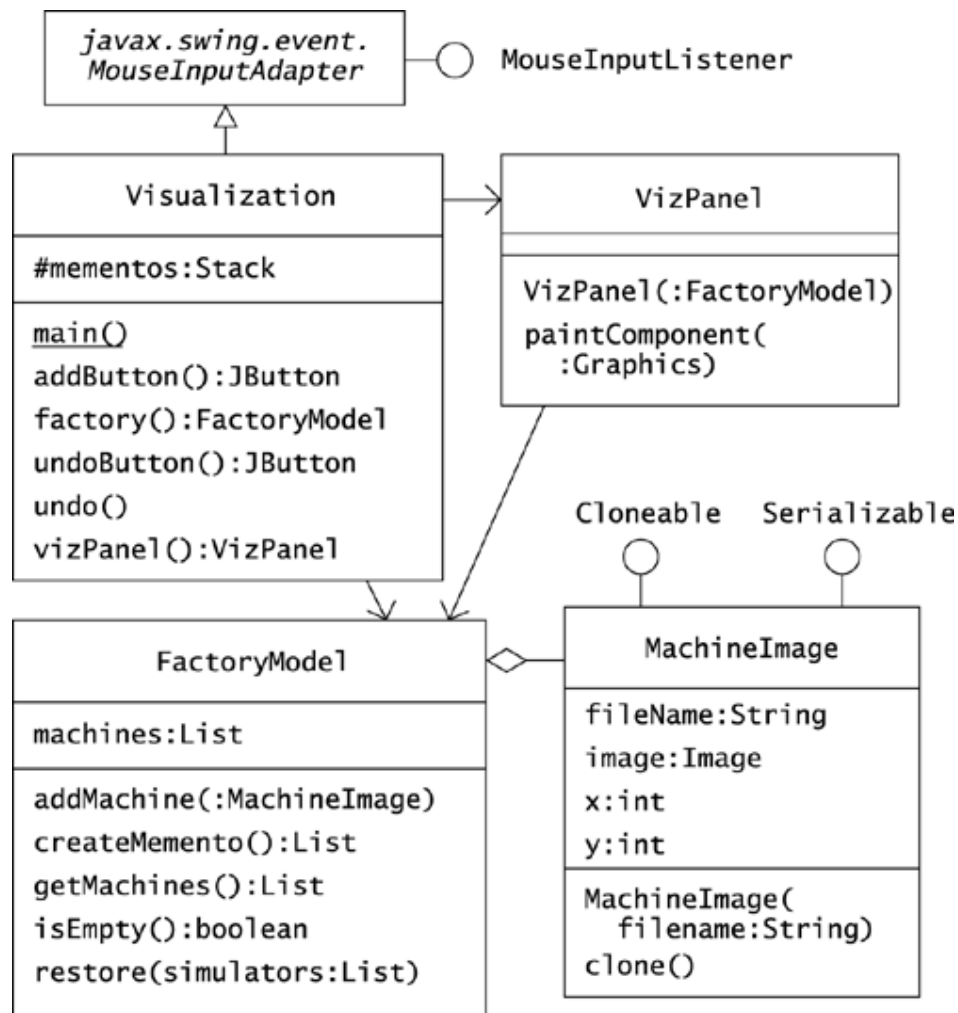 javax.swing.event.
MouseInputAdapter
MouseInputListener
Visualization
#mementos:Stack
main()
addButton():JButton
factory():FactoryModel
undoButton():JButton
undo()
vizPanel():VizPanel
VizPanel
VizPanel(:FactoryModel)
paintComponent(
:Graphics)
Cloneable
Serializable
FactoryModel
machines:List
addMachine(:MachineImage)
createMemento():List
getMachines():List
isEmpty():boolean
restore(simulators:List)
MachineImage
fileName:String
image:Image
x:int
y:int
MachineImage(
filename:String)
clone()